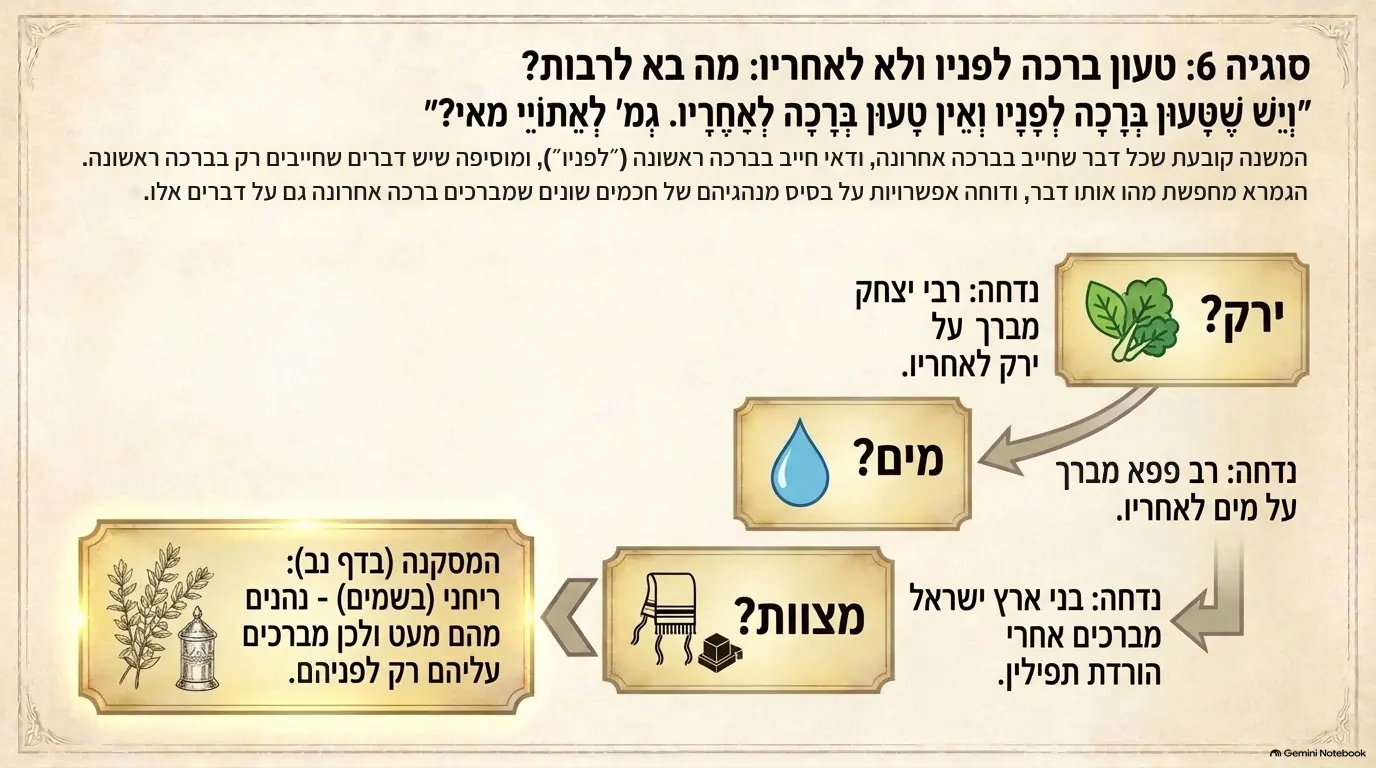 סוגיה 6: טעון ברכה לפניו ולא לאחריו: מה בא לרבות?
"וְיֵשׁ שֶׁטָּעוּן בְּרָכָה לְפָנָיו וְאֵין טָעוּן בְּרָכָה לְאַחֲרָיו. גְּמ' לְאֵתוֹיֵי מאי?"
המשנה קובעת שכל דבר שחייב בברכה אחרונה, ודאי חייב בברכה ראשונה ("לפניו"), ומוסיפה שיש דברים שחייבים רק בברכה ראשונה.
הגמרא מחפשת מהו אותו דבר, ודוחה אפשרויות על בסיס מנהגיהם של חכמים שונים שמברכים ברכה אחרונה גם על דברים אלו.
ירק?
נדחה: רבי יצחק
מברך על
ירק לאחריו.
מים?
נדחה: רב פפא מברך
על מים לאחריו.
מצוות?
נדחה: בני ארץ ישראל
מברכים אחרי
הורדת תפילין.
המסקנה (בדף נב):
ריחני (בשמים) - נהנים
מהם מעט ולכן מברכים
עליהם רק לפניהם.
Gemini Notebook